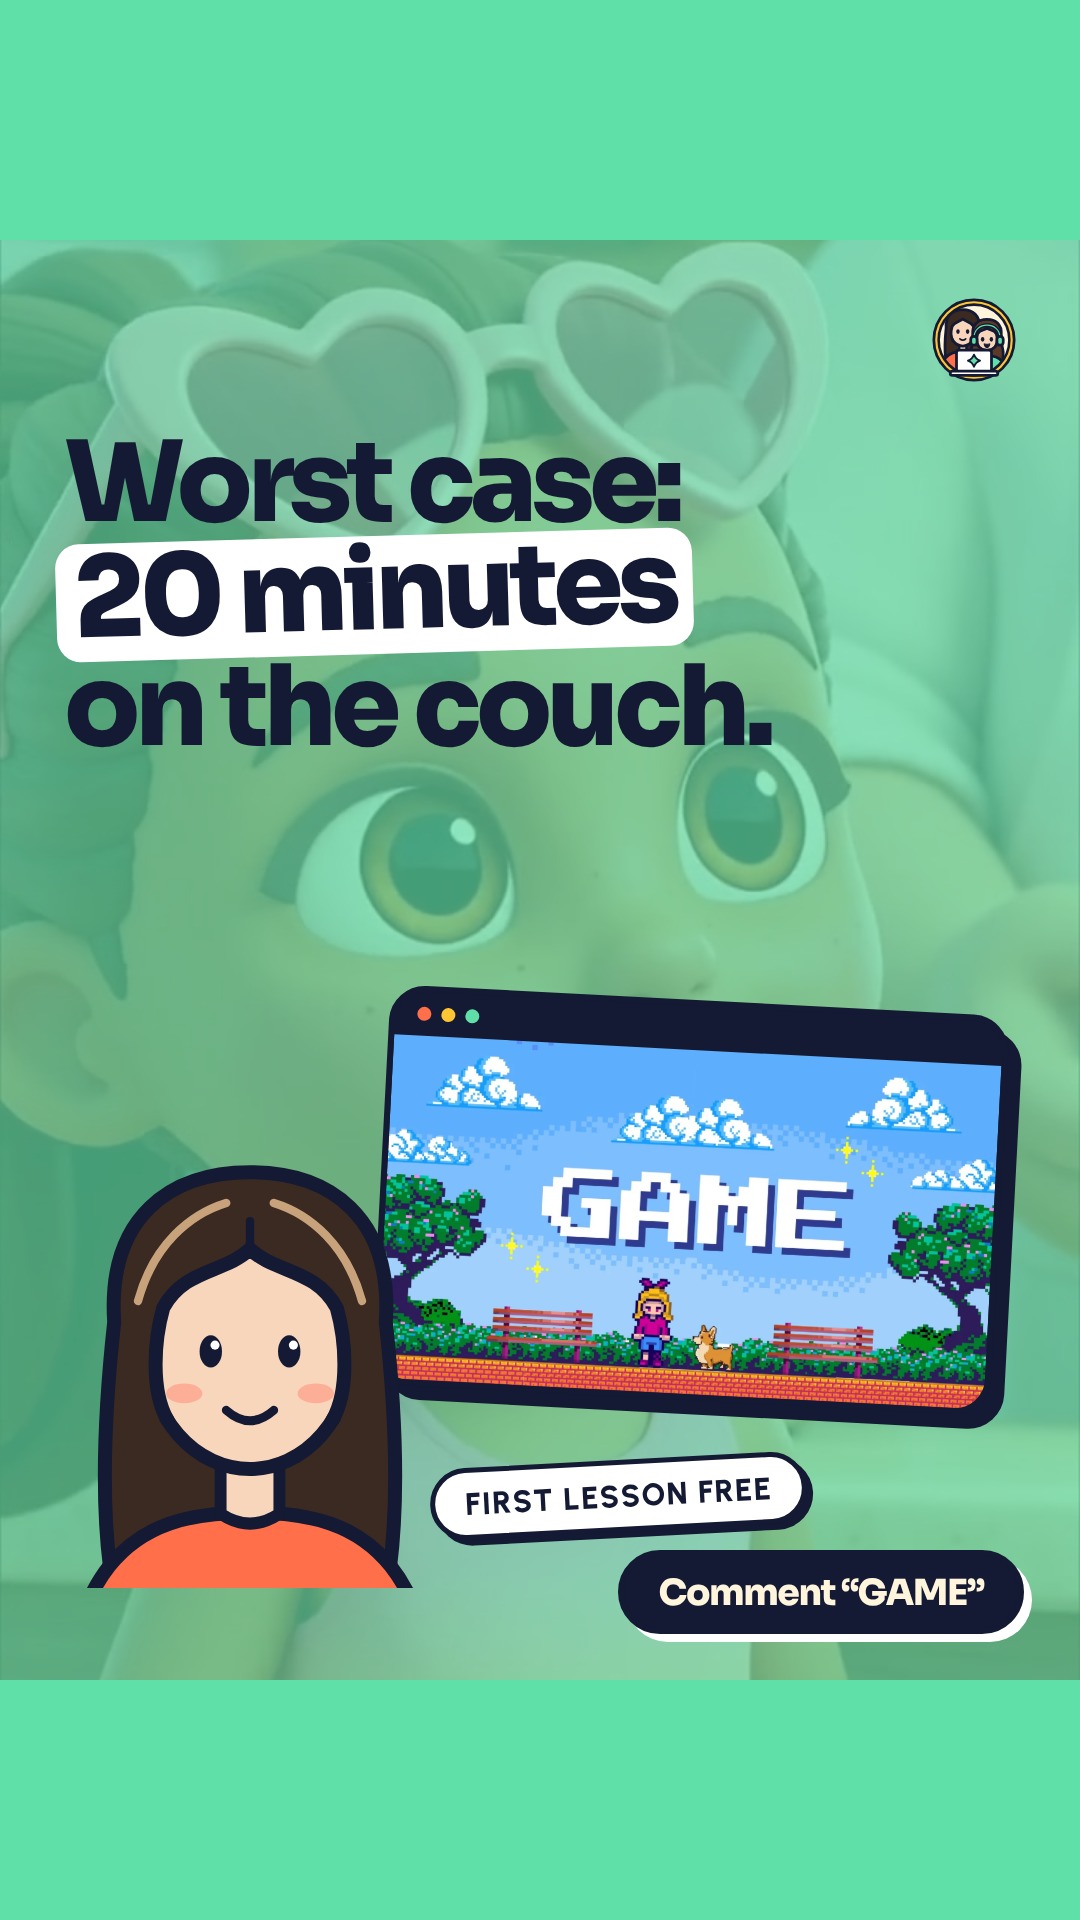 Worst case:
20 minutes
on the couch.
GAME
FIRST LESSON FREE
Comment “GAME”